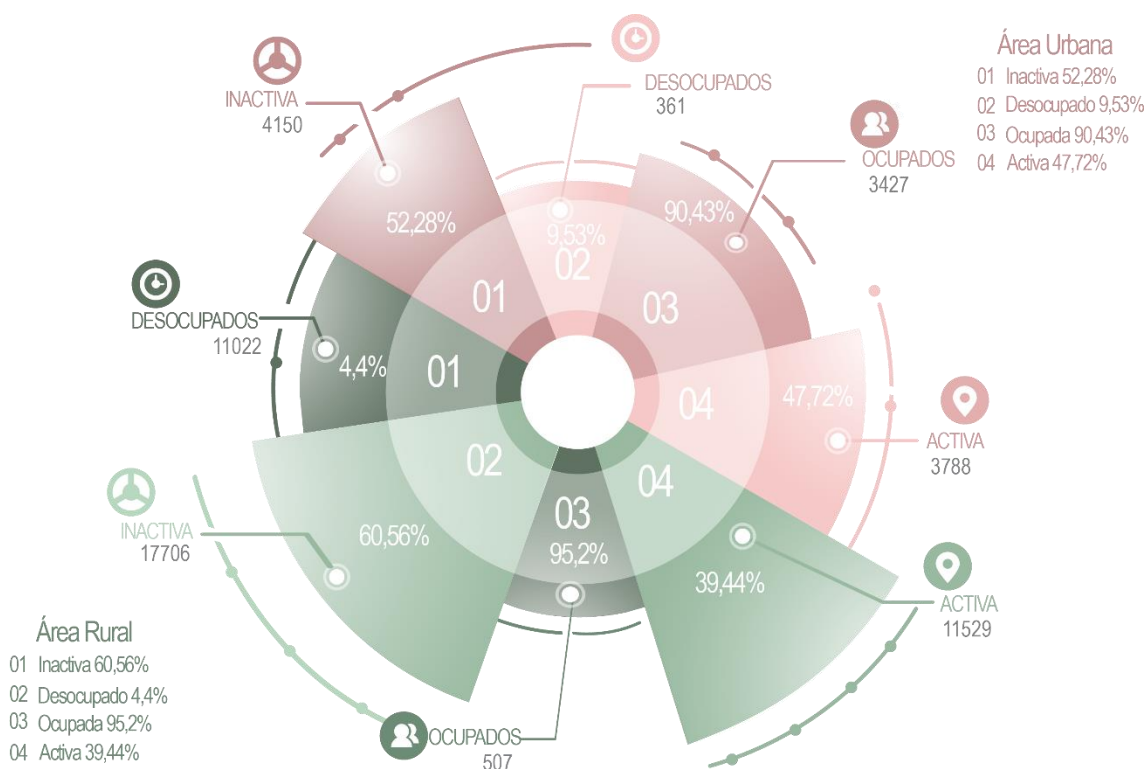 INACTIVA
4150
DESOCUPADOS
361
OCUPADOS
3427
Área Urbana
01 Inactiva 52,28%
02 Desocupado 9,53%
03 Ocupada 90,43%
04 Activa 47,72%
52,28%
9,53%
90,43%
01
02
03
DESOCUPADOS
11022
4,4%
01
04
47,72%
ACTIVA
3788
02
04
INACTIVA
17706
60,56%
03
95,2%
39,44%
ACTIVA
11529
Área Rural
01 Inactiva 60,56%
02 Desocupado 4,4%
03 Ocupada 95,2%
04 Activa 39,44%
OCUPADOS
507